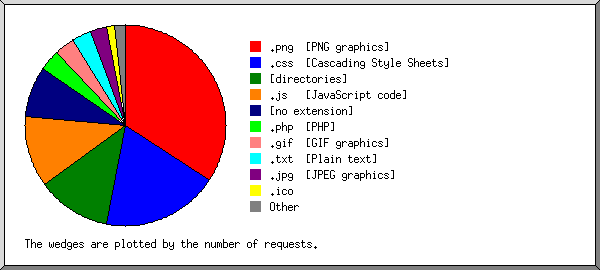 .png [PNG graphics]
.css [Cascading Style Sheets]
[directories]
.js [JavaScript code]
[no extension]
.php [PHP]
.gif [GIF graphics]
.txt [Plain text]
.jpg [JPEG graphics]
.ico
Other
The wedges are plotted by the number of requests.